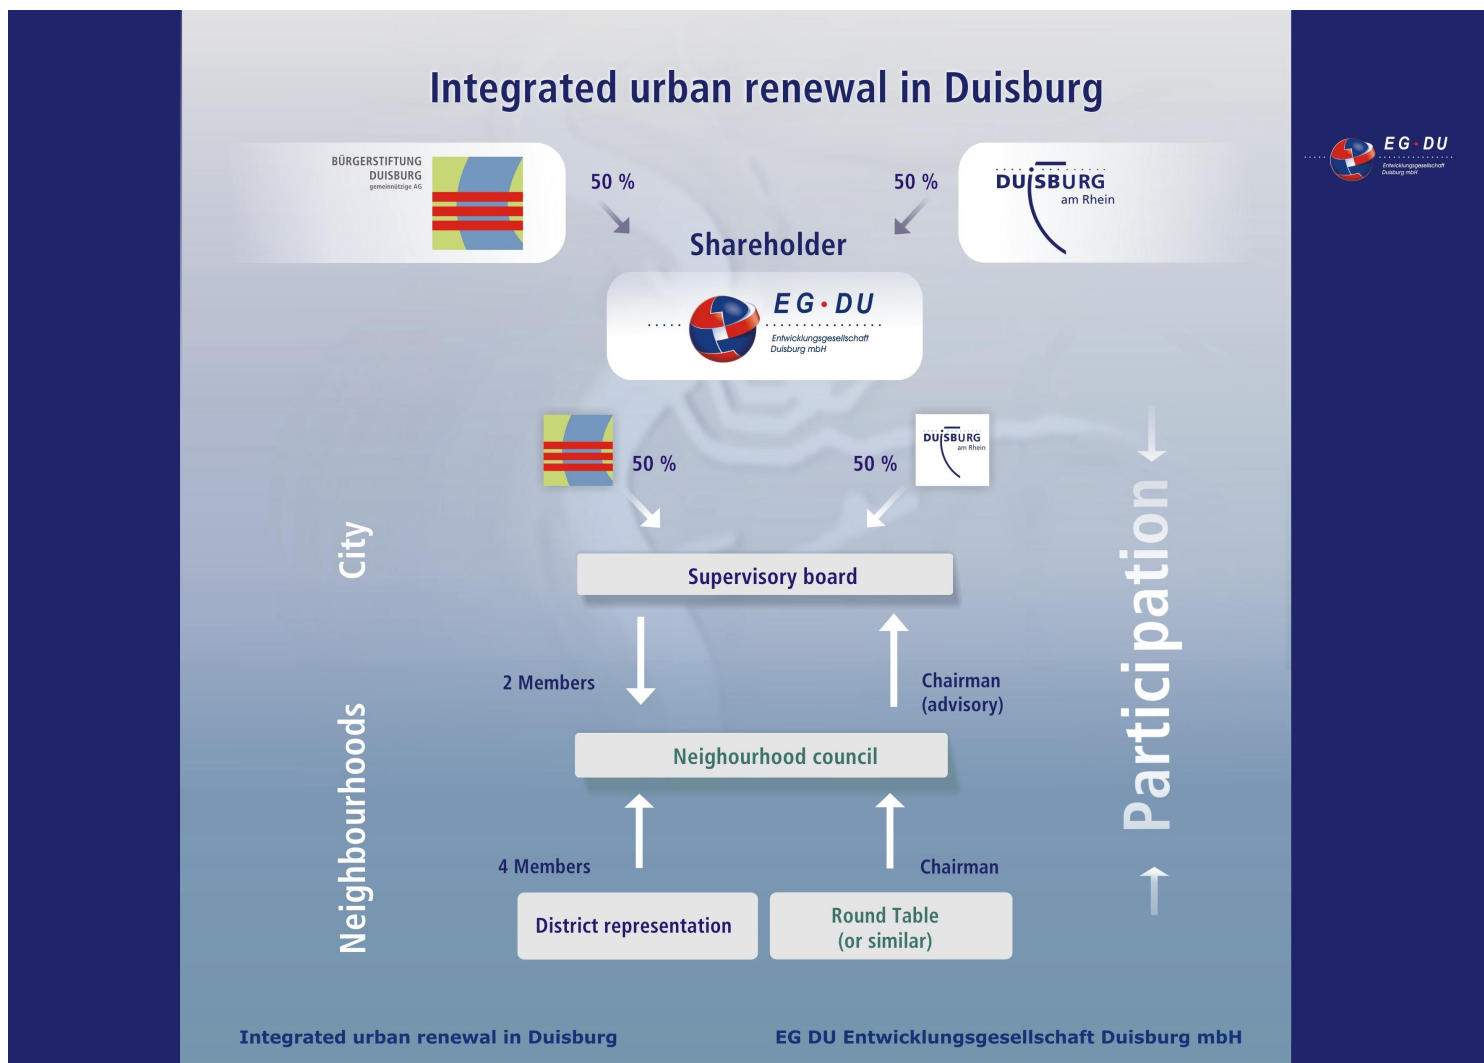 Integrated urban renewal in Duisburg
BÜRGERSTIFTUNG
DUISBURG
gemeinnützige AG
50 %
50 %
DUISBURG
am Rhein
EG·DU
Entwicklungsgesellschaft
Duisburg mbH
Shareholder
EG·DU
Entwicklungsgesellschaft
Duisburg mbH
50 %
50 %
DUISBURG
am Rhein
City
Supervisory board
2 Members
Chairman
(advisory)
Participation
Neighbourhoods
Neighourhood council
4 Members
Chairman
District representation
Round Table
(or similar)
Integrated urban renewal in Duisburg
EG DU Entwicklungsgesellschaft Duisburg mbH